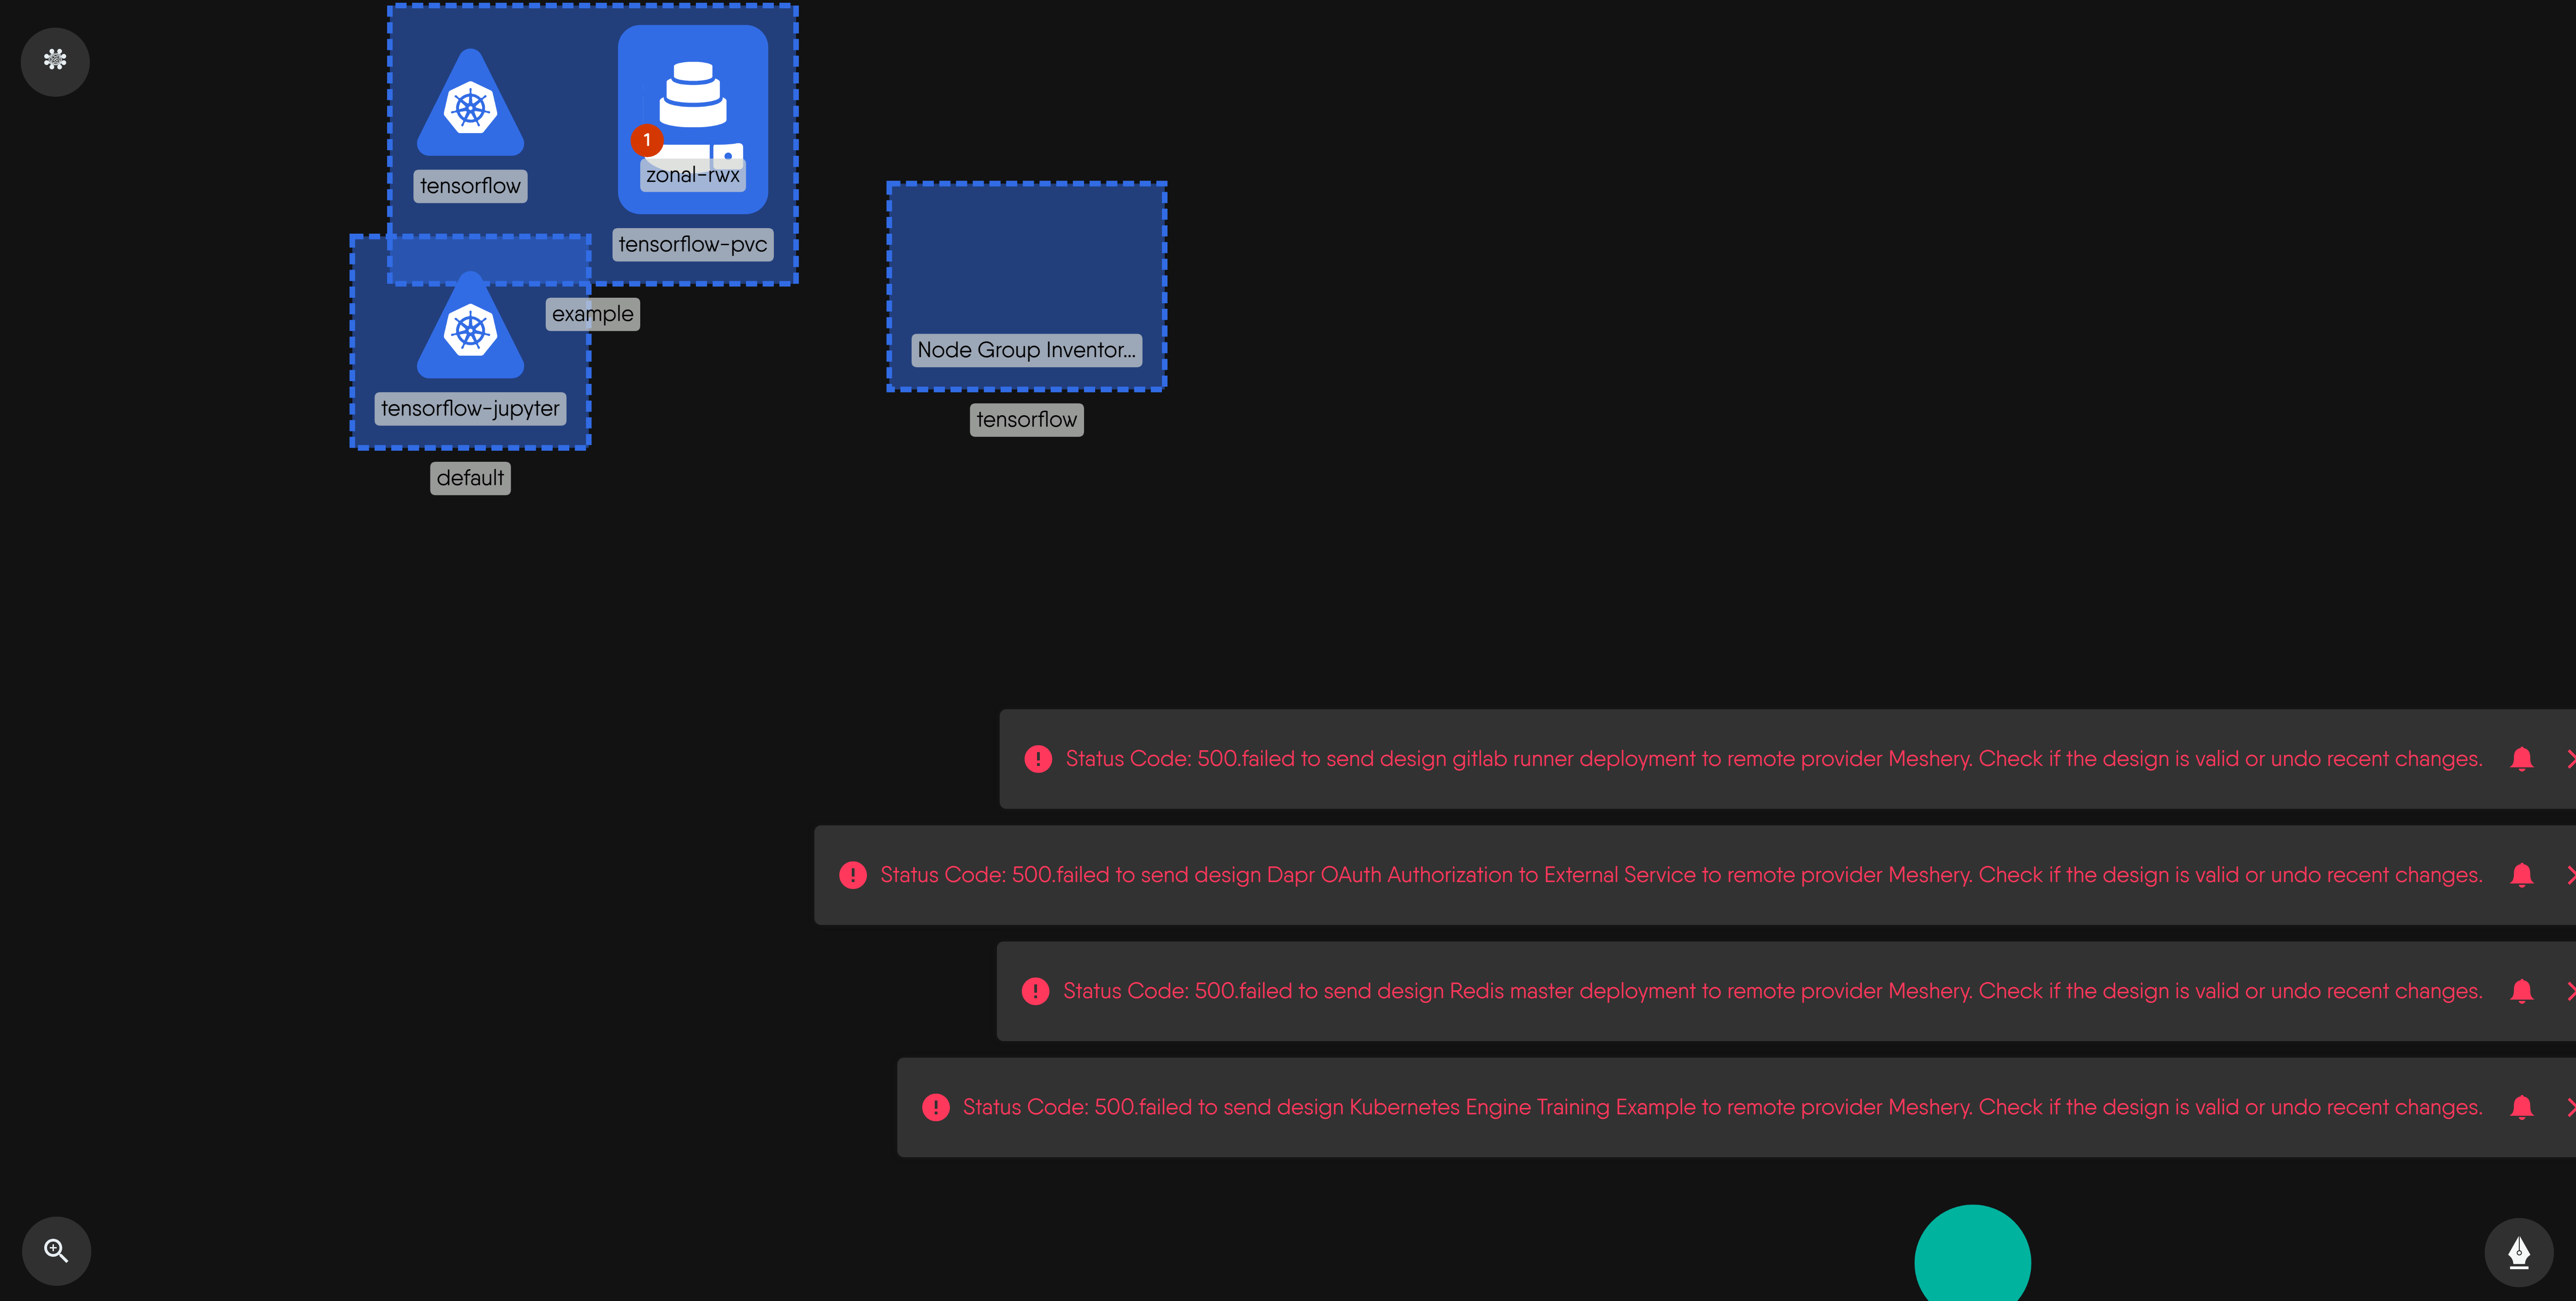 1
zonal-rwx
tensorflow
tensorflow-pvc
example
Node Group Inventor...
tensorflow-jupyter
tensorflow
default
Status Code: 500.failed to send design gitlab runner deployment to remote provider Meshery. Check if the design is valid or undo recent changes.
Status Code: 500.failed to send design Dapr OAuth Authorization to External Service to remote provider Meshery. Check if the design is valid or undo recent changes.
Status Code: 500.failed to send design Redis master deployment to remote provider Meshery. Check if the design is valid or undo recent changes.
Status Code: 500.failed to send design Kubernetes Engine Training Example to remote provider Meshery. Check if the design is valid or undo recent changes.